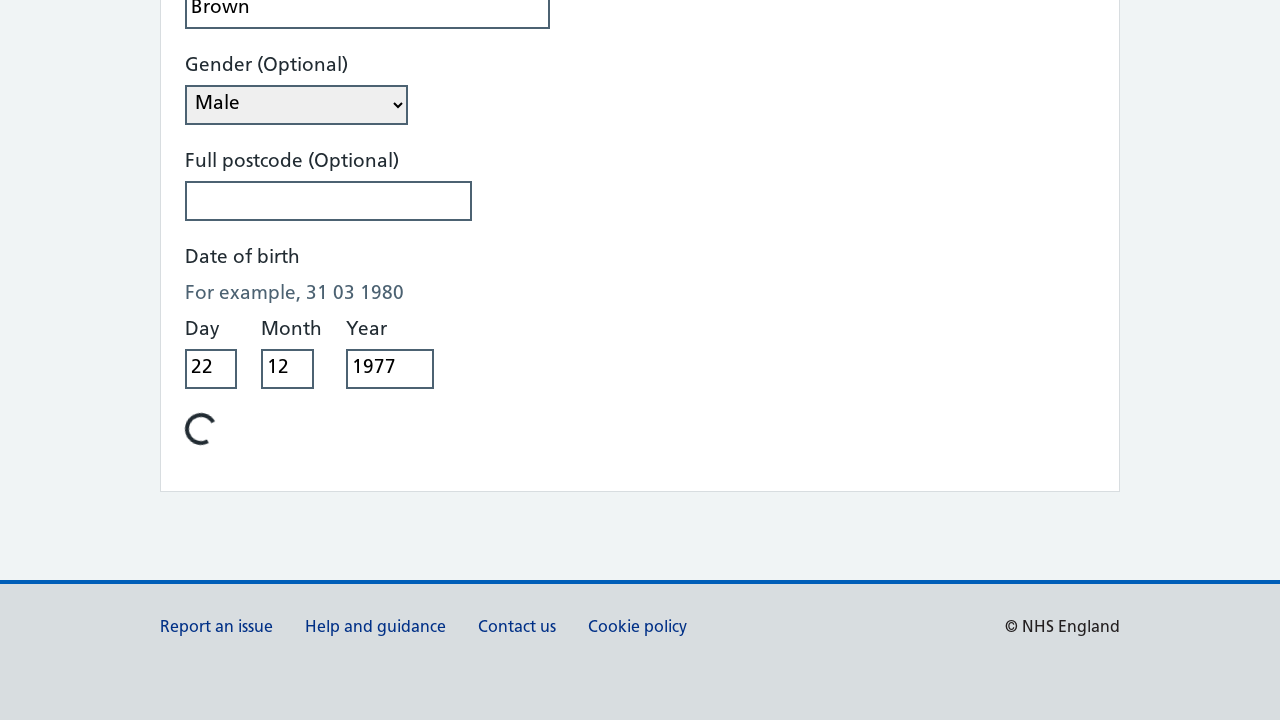 Brown
Gender (Optional)
Male
Full postcode (Optional)
Date of birth
For example, 31 03 1980
Day Month Year
22 12 1977
Report an issue Help and guidance Contact us Cookie policy © NHS England